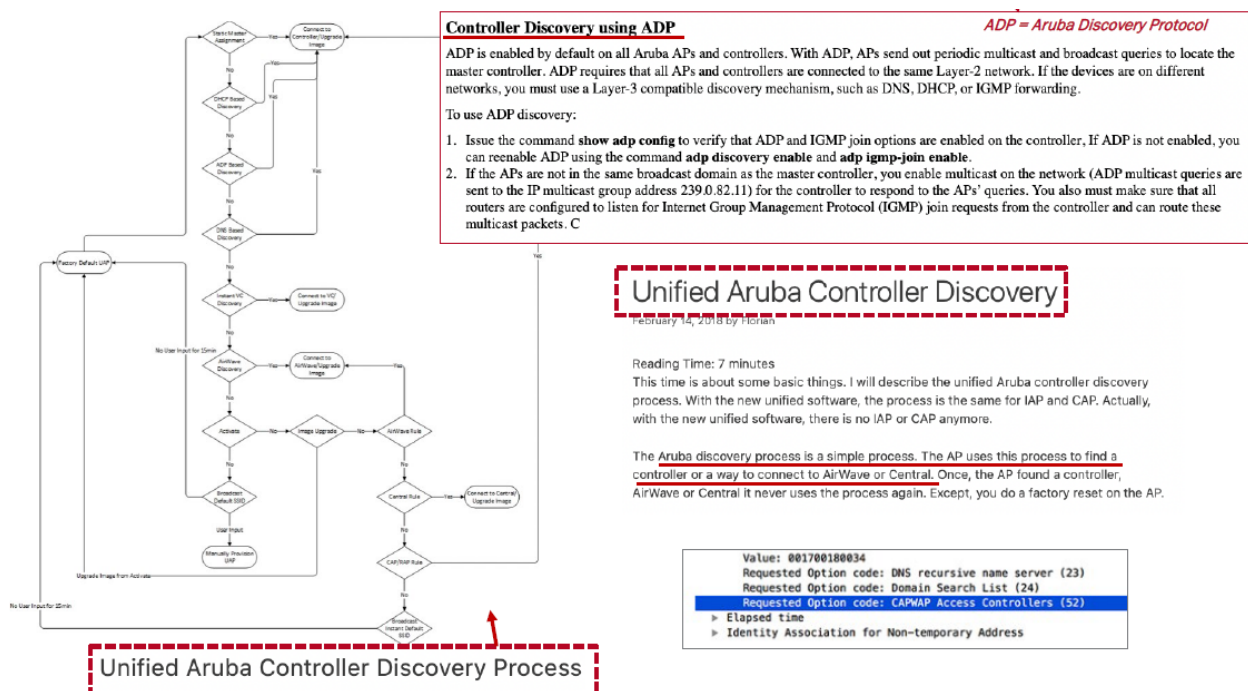 Controller Discovery using ADP
ADP = Aruba Discovery Protocol
ADP is enabled by default on all Aruba APs and controllers. With ADP, APs send out periodic multicast and broadcast queries to locate the
master controller. ADP requires that all APs and controllers are connected to the same Layer-2 network. If the devices are on different
networks, you must use a Layer-3 compatible discovery mechanism, such as DNS, DHCP, or IGMP forwarding.
To use ADP discovery:
1. Issue the command show adp config to verify that ADP and IGMP join options are enabled on the controller, If ADP is not enabled, you
can reenable ADP using the command adp discovery enable and adp igmp-join enable.
2. If the APs are not in the same broadcast domain as the master controller, you enable multicast on the network (ADP multicast queries are
sent to the IP multicast group address 239.0.82.11) for the controller to respond to the APs' queries. You also must make sure that all
routers are configured to listen for Internet Group Management Protocol (IGMP) join requests from the controller and can route these
multicast packets. C
Static Master
Assignment
Yes
Connect to
Controller/Upgrade
Image
No
Yes
DHCP Based
Discovery
Yes
No
ADP Based
Discovery
Yes
No
DNS Based
Discovery
Yes
No
Factory Default UAP
Instant VC
Discovery
Yes
Connect to VC/
Upgrade Image
No
No User Input for 15min
AirWave
Discovery
Yes
Connect to
AirWave/Upgrade
Image
Yes
No
Activate
No
Image Upgrade
No
AirWave Rule
No
No
Broadcast
Default SSID
Central Rule
Yes
Connect to Central/
Upgrade Image
User Input
No
Manually Provision
UAP
CAP/RAP Rule
Upgrade Image from Activate
No
No User Input for 15min
Broadcast
Instant Default
SSID
Unified Aruba Controller Discovery Process
Unified Aruba Controller Discovery
February 14, 2018 by Florian
Reading Time: 7 minutes
This time is about some basic things. I will describe the unified Aruba controller discovery
process. With the new unified software, the process is the same for IAP and CAP. Actually,
with the new unified software, there is no IAP or CAP anymore.
The Aruba discovery process is a simple process. The AP uses this process to find a
controller or a way to connect to AirWave or Central. Once, the AP found a controller,
AirWave or Central it never uses the process again. Except, you do a factory reset on the AP.
Value: 001700180034
Requested Option code: DNS recursive name server (23)
Requested Option code: Domain Search List (24)
Requested Option code: CAPWAP Access Controllers (52)
Elapsed time
Identity Association for Non-temporary Address